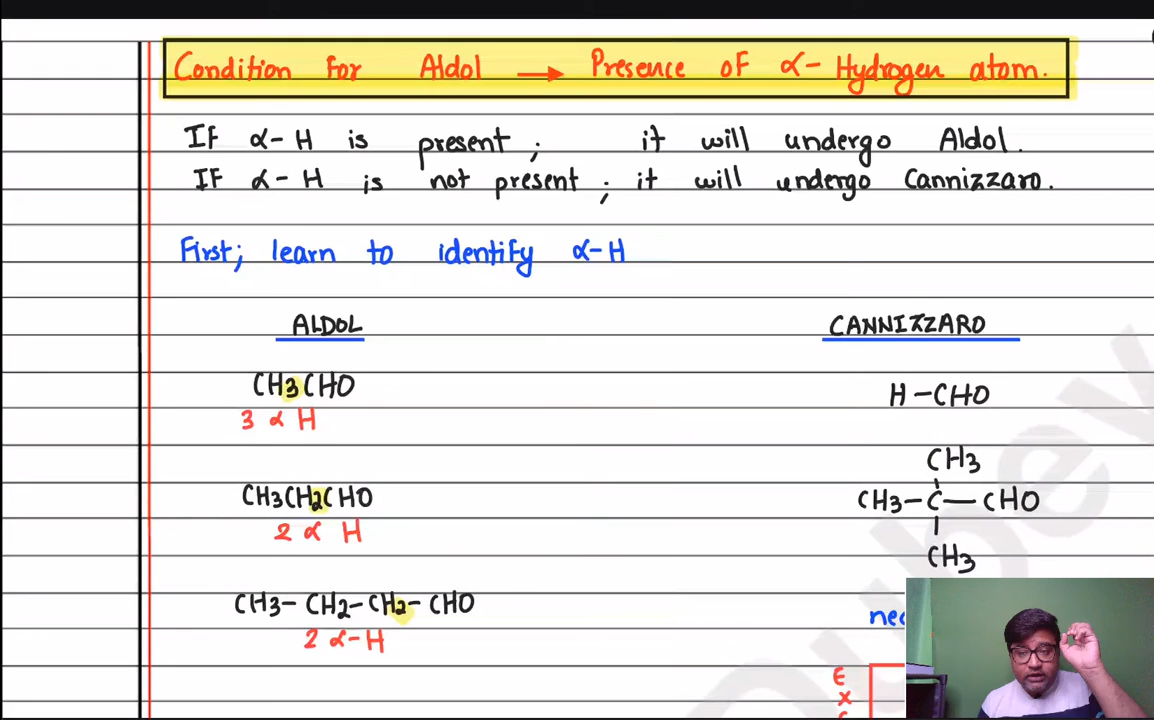 Condition For Aldol → Presence of α- Hydrogen atom.
IF α-H is present ; it will undergo Aldol.
IF α-H is not present ; it will undergo Cannizzaro.
First; learn to identify α-H
ALDOL
CH3CHO
3 α H
CH3CH2CHO
2 α H
CH3- CH2-CH2- CHO
2 α-H
CANNIZZARO
H -CHO
CH3
CH3-C-CHO
CH3
E
X